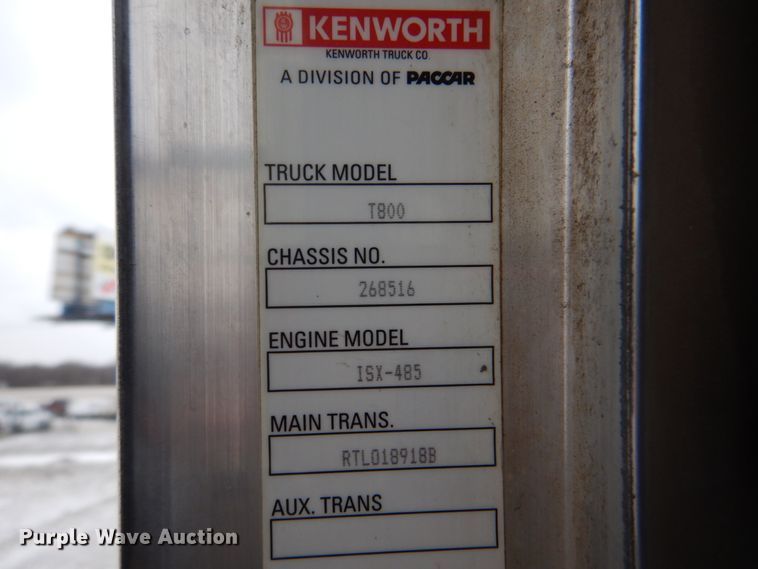 KENWORTH
KENWORTH TRUCK CO.
A DIVISION OF PACCAR
TRUCK MODEL
T800
CHASSIS NO.
268516
ENGINE MODEL
ISX-485
MAIN TRANS.
RTLO18918B
AUX. TRANS
Purple Wave Auction®